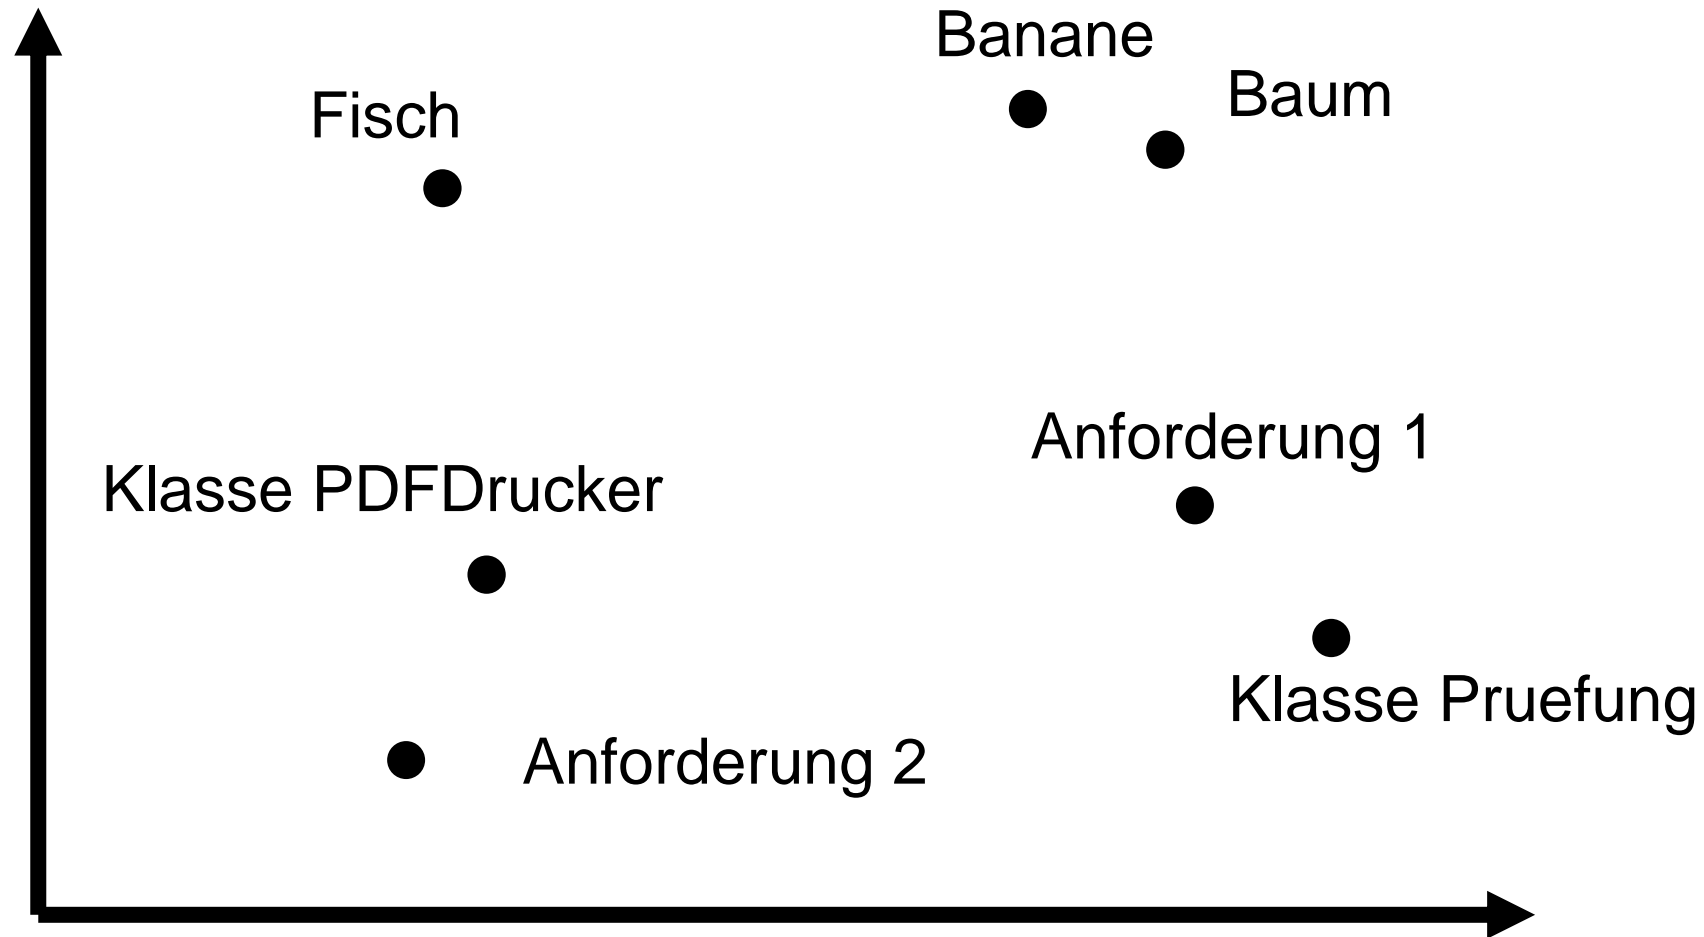 Banane
Baum
Fisch
Anforderung 1
Klasse PDFDrucker
Klasse Pruefung
Anforderung 2